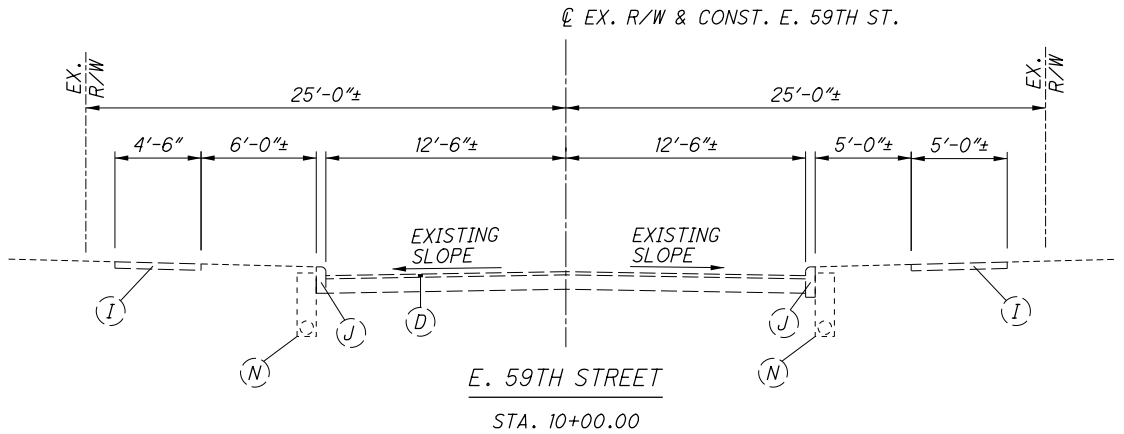 ℄ EX. R/W & CONST. E. 59TH ST.
EX.
R/W
EX.
R/W
25'-0"±
25'-0"±
4'-6"
6'-0"±
12'-6"±
12'-6"±
5'-0"±
5'-0"±
EXISTING
SLOPE
EXISTING
SLOPE
I
J
D
J
I
N
N
E. 59TH STREET
STA. 10+00.00